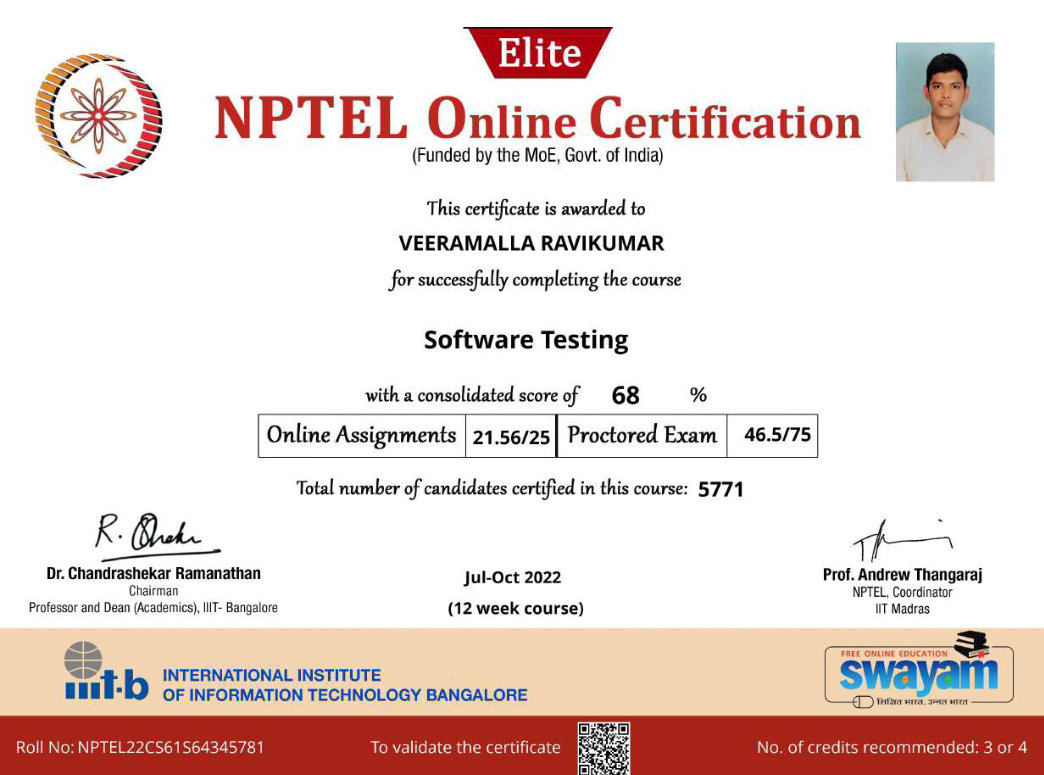 Elite
NPTEL Online Certification
(Funded by the MoE, Govt. of India)
This certificate is awarded to
VEERAMALLA RAVIKUMAR
for successfully completing the course
Software Testing
with a consolidated score of 68 %
Online Assignments 21.56/25 Proctored Exam 46.5/75
Total number of candidates certified in this course: 5771
R. Shekar
Dr. Chandrashekar Ramanathan
Chairman
Professor and Dean (Academics), IIIT- Bangalore
Jul-Oct 2022
(12 week course)
Prof. Andrew Thangaraj
NPTEL, Coordinator
IIT Madras
iiit-b
INTERNATIONAL INSTITUTE
OF INFORMATION TECHNOLOGY BANGALORE
FREE ONLINE EDUCATION
swayam
शिक्षित भारत, उन्नत भारत
Roll No: NPTEL22CS61S64345781
To validate the certificate
No. of credits recommended: 3 or 4